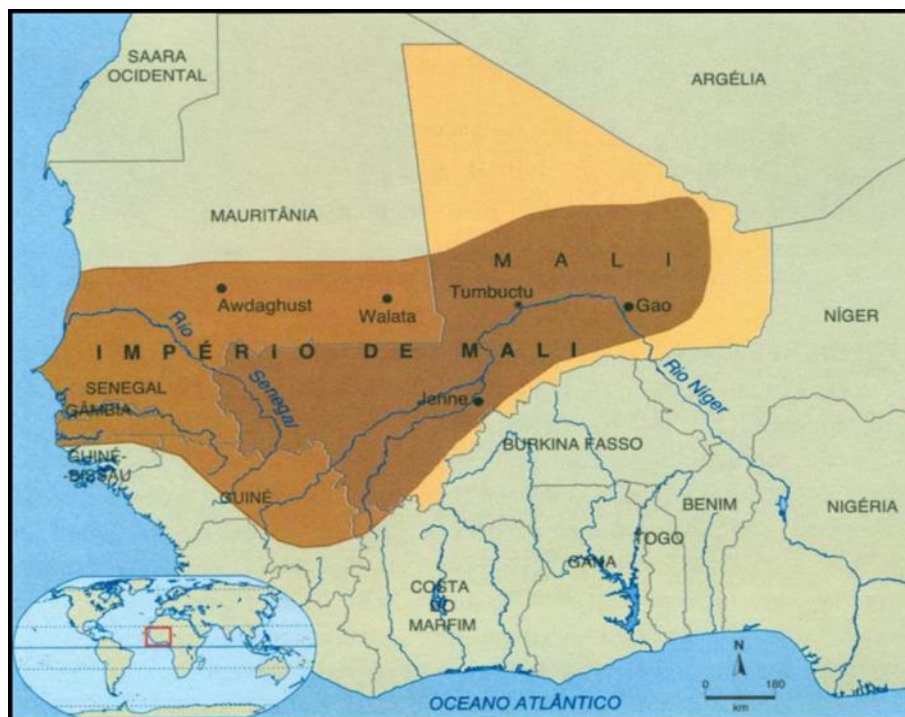 SAARA
OCIDENTAL
ARGÉLIA
MAURITÂNIA
M A L I
Awdaghust
Walata
Tumbuctu
Gao
NÍGER
IMPÉRIO DE MALI
Rio
Senegal
SENEGAL
GÂMBIA
Jenne
Rio Níger
GUINÉ-
-BISSAU
GUINÉ
BURKINA FASSO
BENIM
NIGÉRIA
TOGO
GANA
COSTA
DO
MARFIM
N
0 180
km
OCEANO ATLÂNTICO